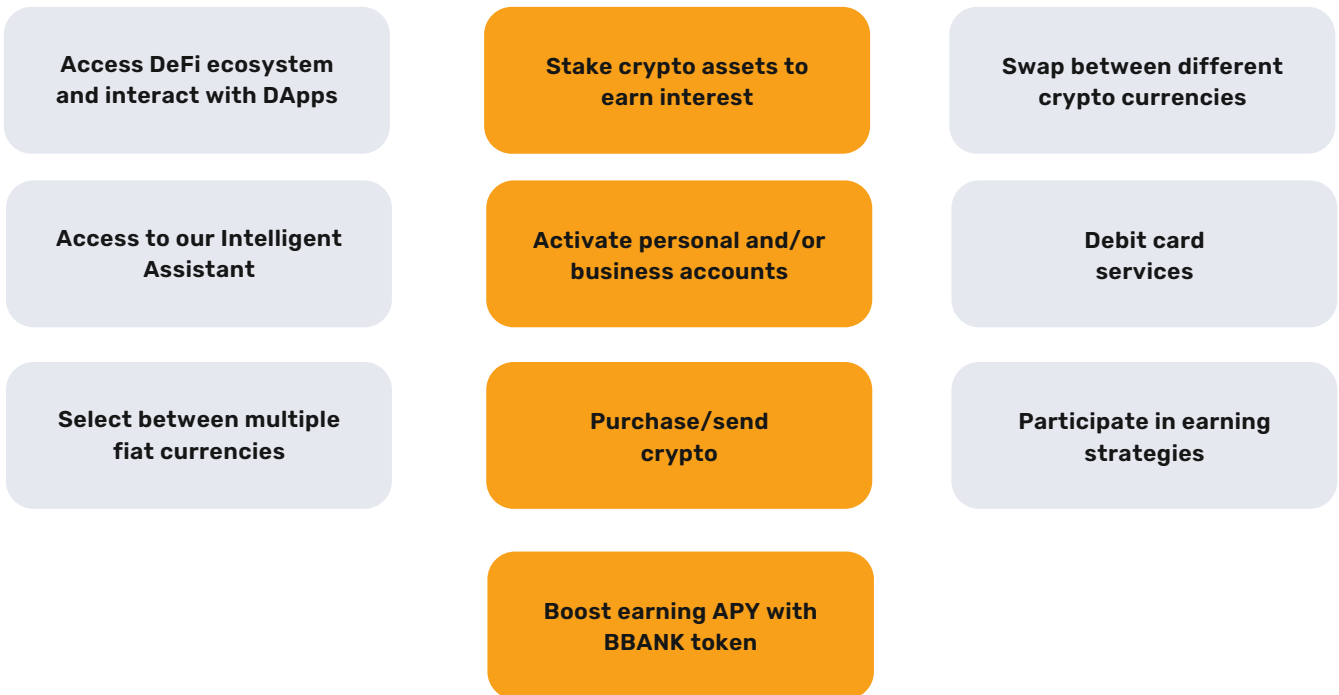 Access DeFi ecosystem
and interact with DApps
Stake crypto assets to
earn interest
Swap between different
crypto currencies
Access to our Intelligent
Assistant
Activate personal and/or
business accounts
Debit card
services
Select between multiple
fiat currencies
Purchase/send
crypto
Participate in earning
strategies
Boost earning APY with
BBANK token